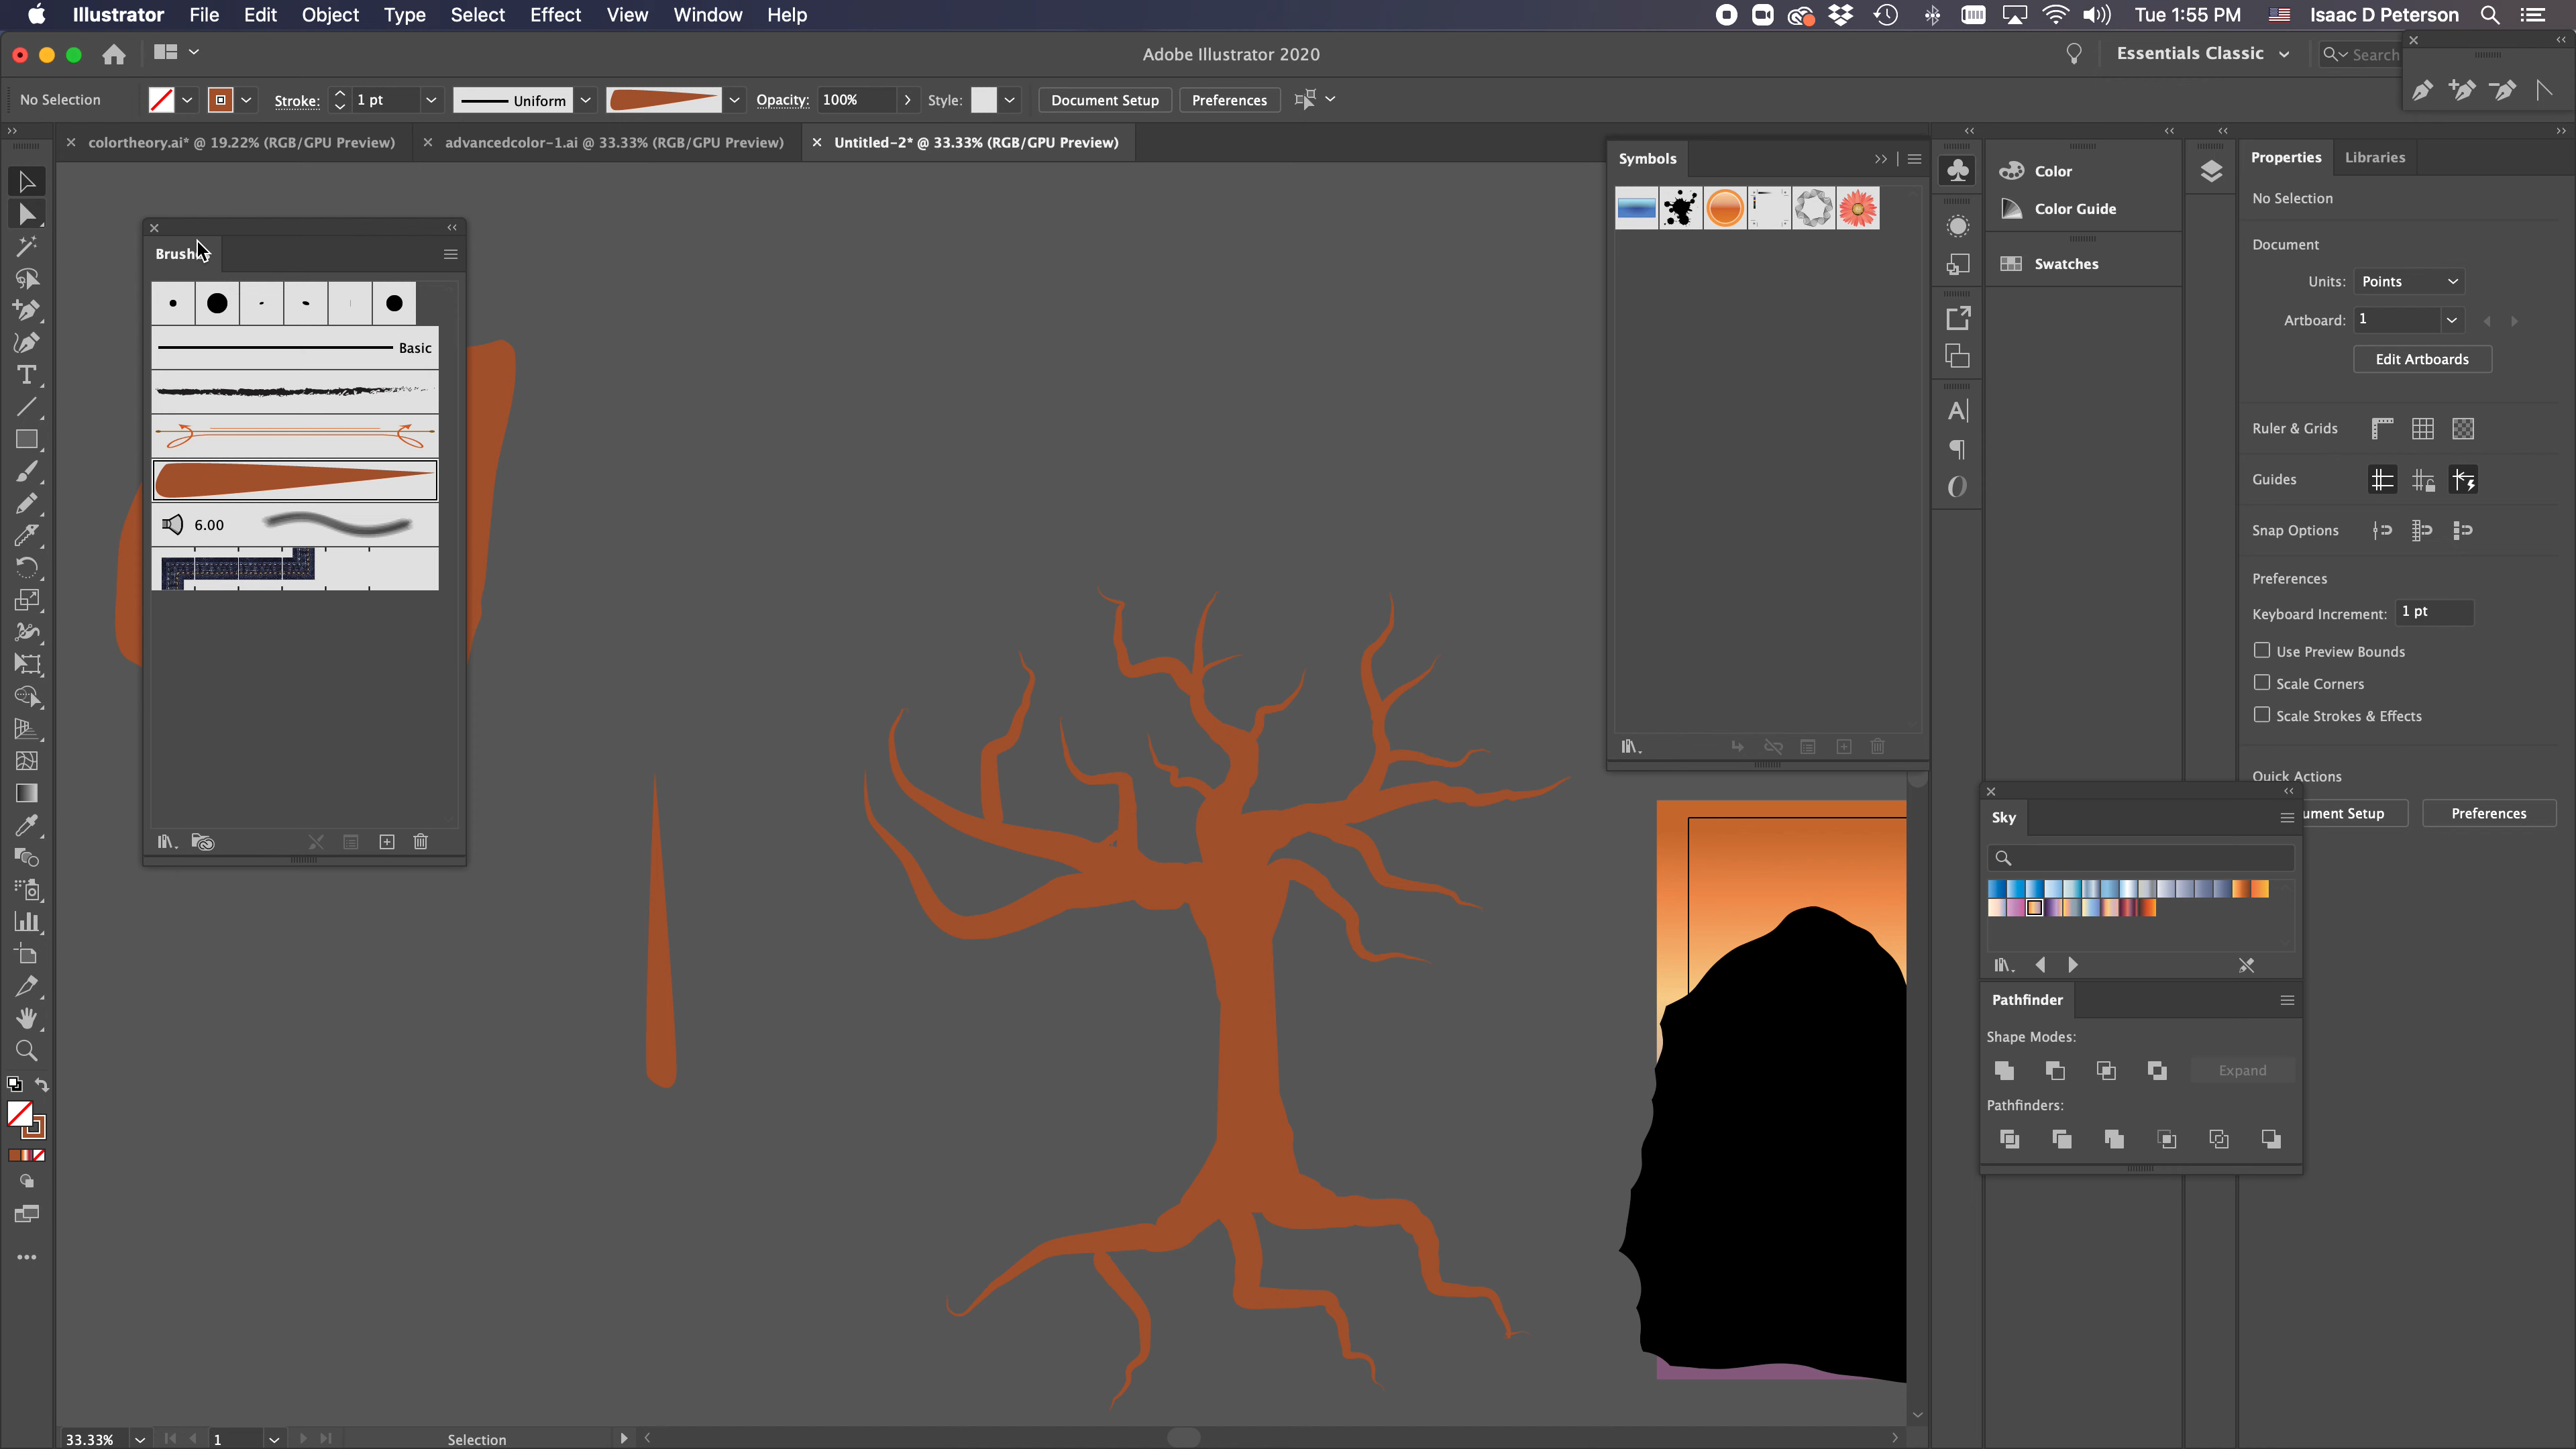 Illustrator File Edit Object Type Select Effect View Window Help Tue 1:55 PM Isaac D Peterson
Adobe Illustrator 2020 Essentials Classic Search
No Selection Stroke: 1 pt Uniform Opacity: 100% Style: Document Setup Preferences
colortheory.ai* @ 19.22% (RGB/GPU Preview) advancedcolor-1.ai @ 33.33% (RGB/GPU Preview) Untitled-2* @ 33.33% (RGB/GPU Preview)
Symbols
Color
Color Guide
Swatches
Properties Libraries
No Selection
Document
Units: Points
Artboard: 1
Edit Artboards
Ruler & Grids
Guides
Snap Options
Preferences
Keyboard Increment: 1 pt
Use Preview Bounds
Scale Corners
Scale Strokes & Effects
Quick Actions
ument Setup Preferences
Basic
6.00
Sky
Pathfinder
Shape Modes:
Expand
Pathfinders:
33.33% 1 Selection